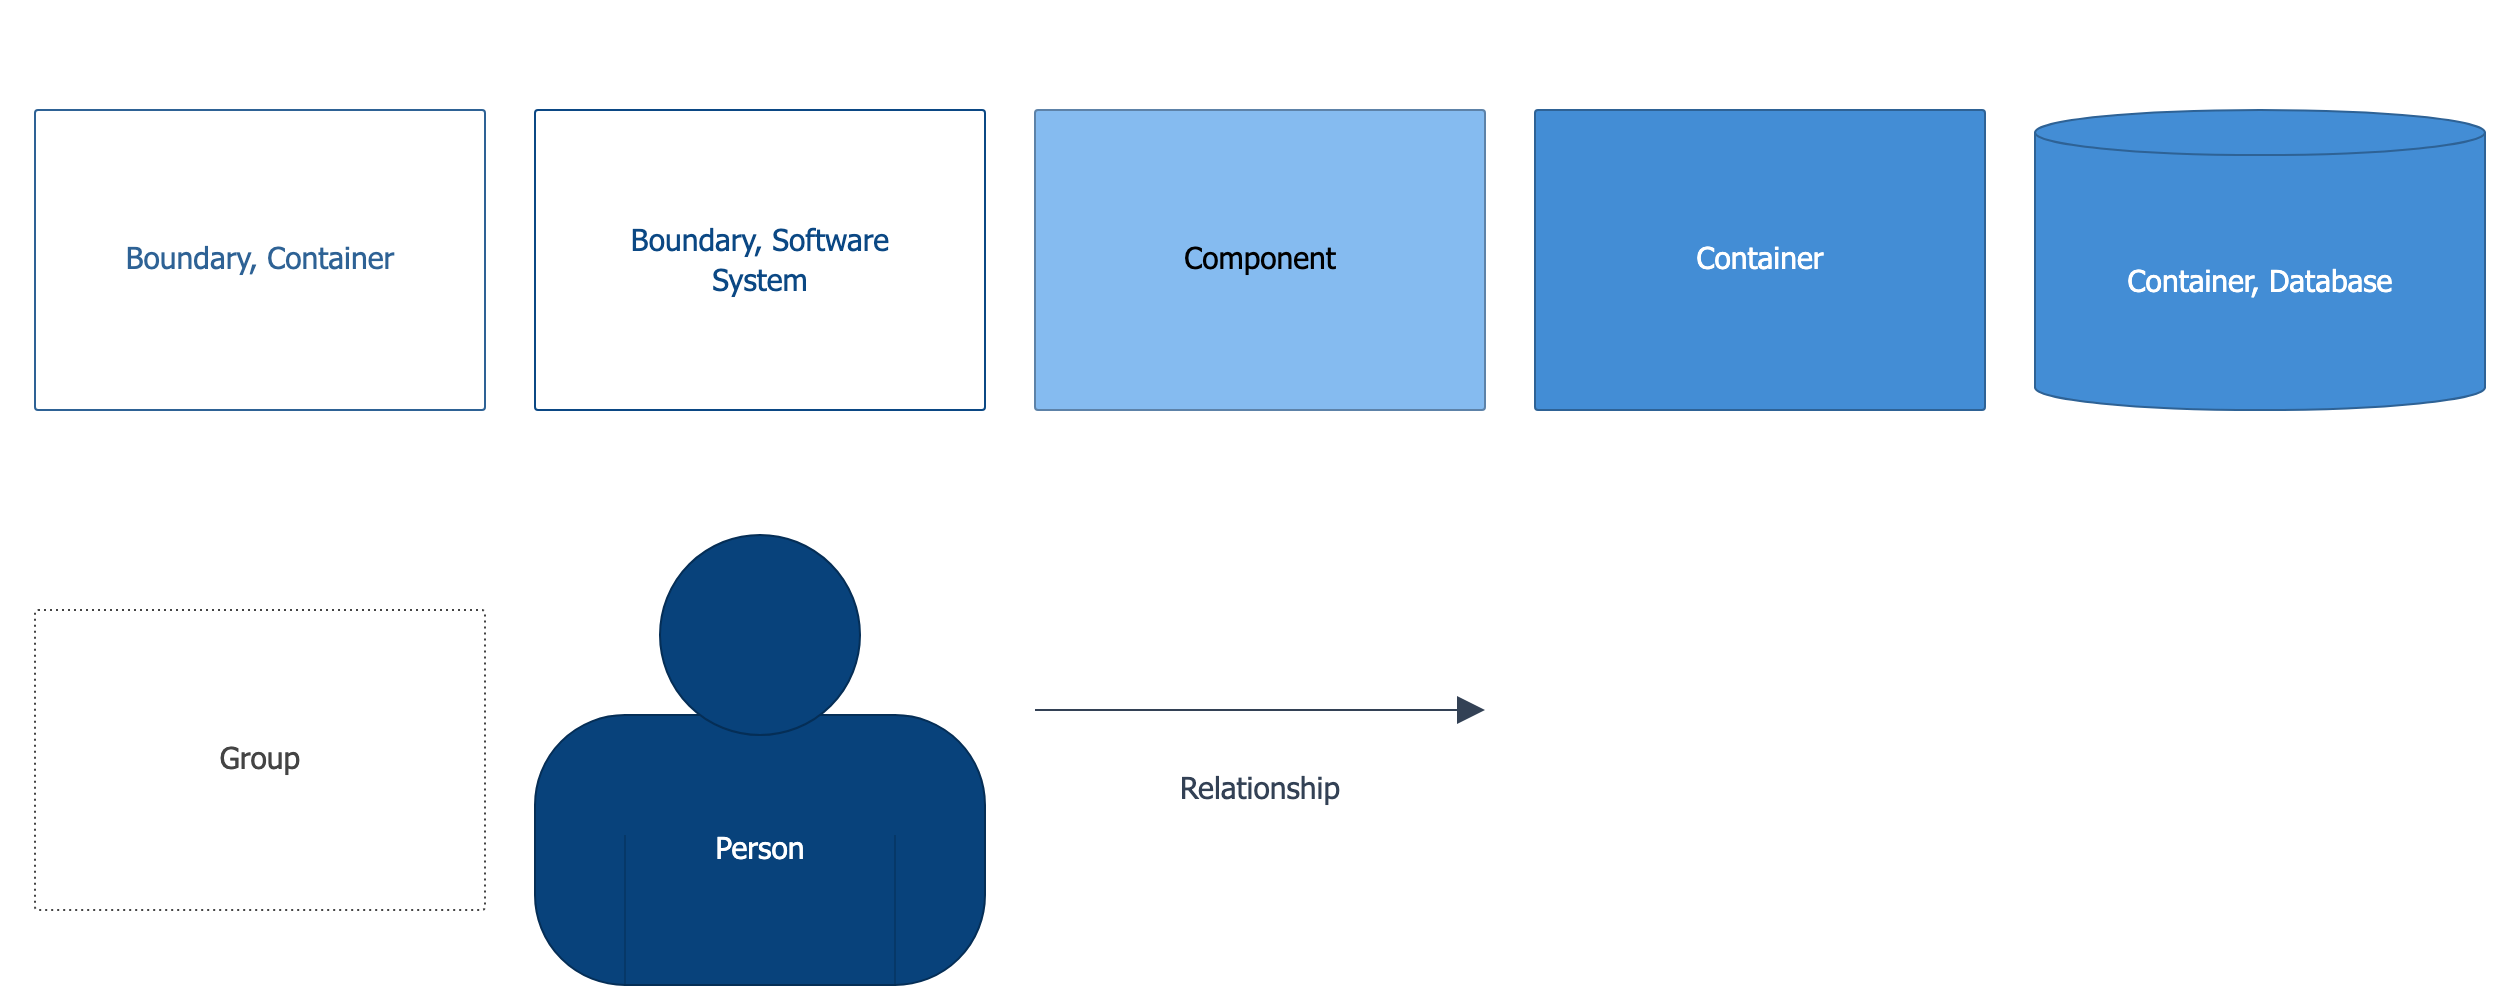 Boundary, Container
Boundary, Software
System
Component
Container
Container, Database
Group
Person
Relationship